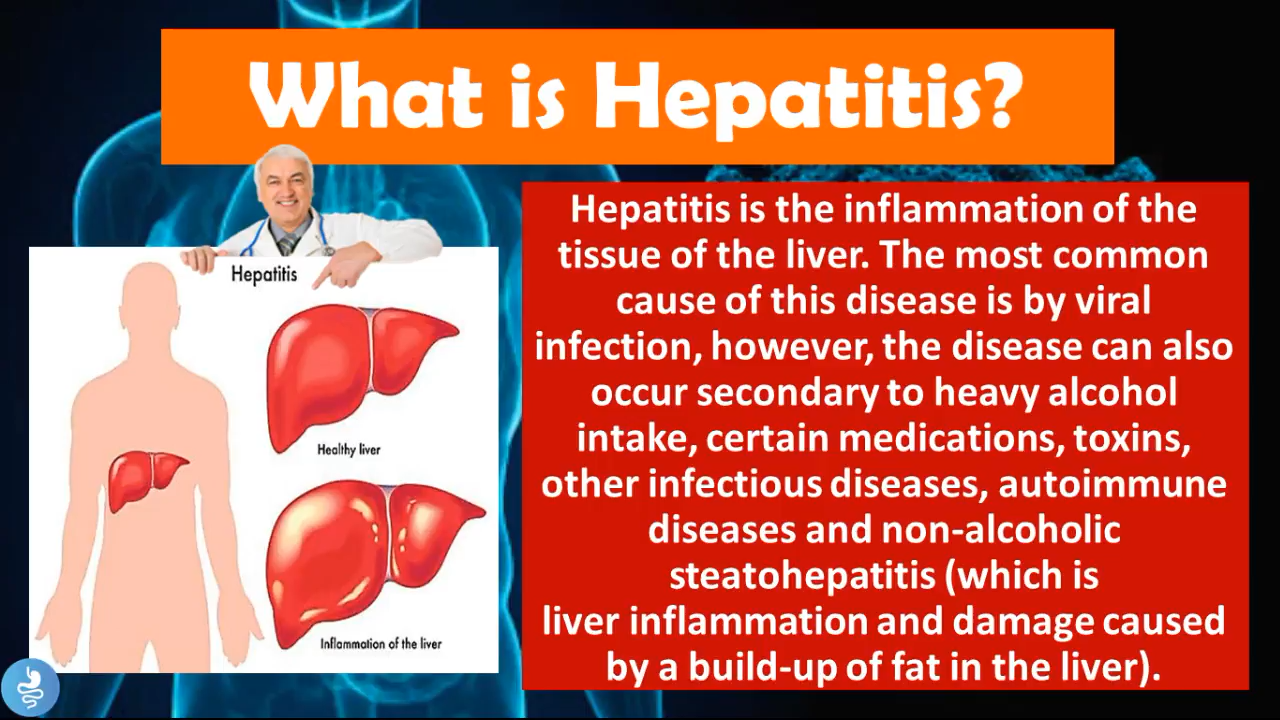 What is Hepatitis?
Hepatitis
Healthy liver
Inflammation of the liver
Hepatitis is the inflammation of the
tissue of the liver. The most common
cause of this disease is by viral
infection, however, the disease can also
occur secondary to heavy alcohol
intake, certain medications, toxins,
other infectious diseases, autoimmune
diseases and non-alcoholic
steatohepatitis (which is
liver inflammation and damage caused
by a build-up of fat in the liver).